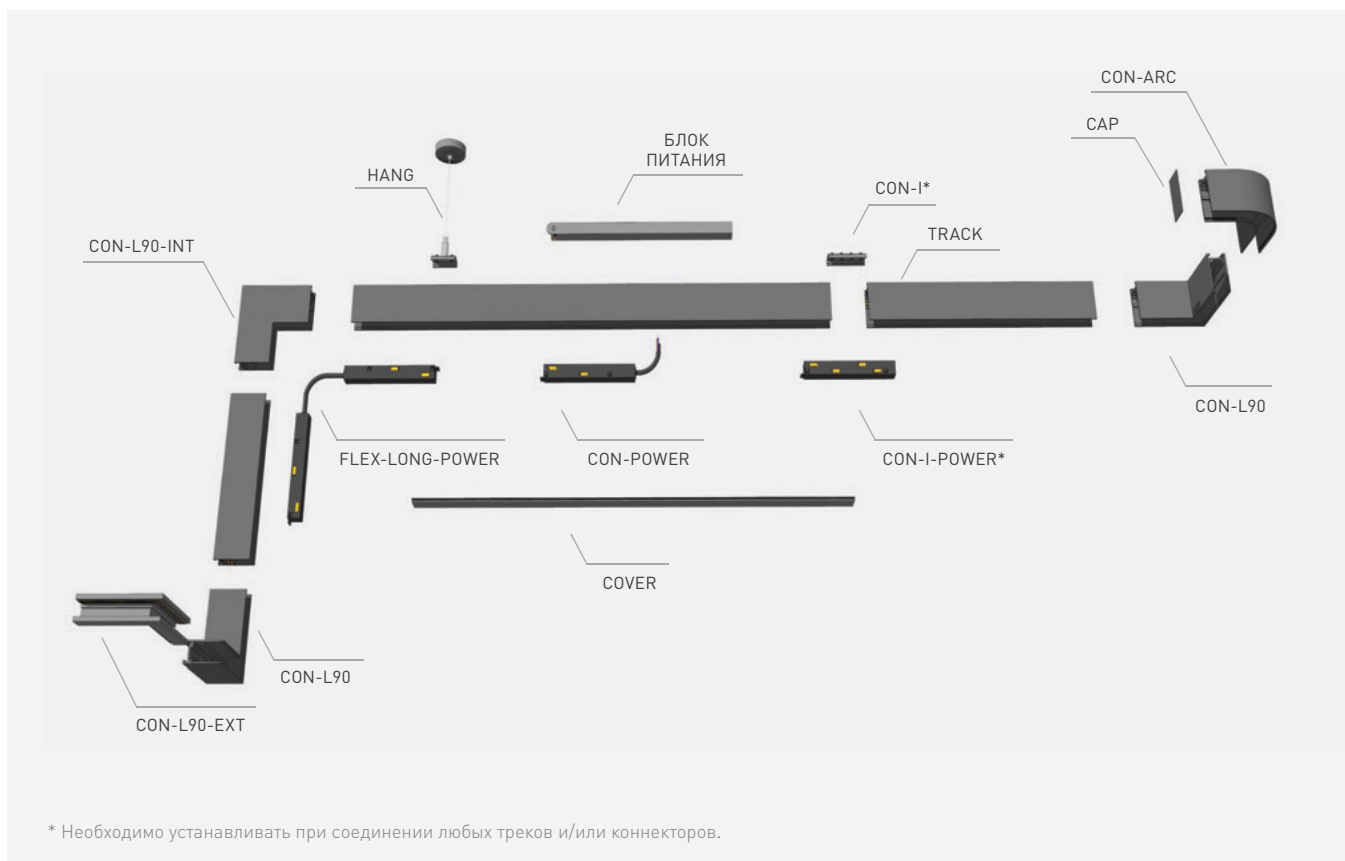 CON-ARC
CAP
БЛОК
ПИТАНИЯ
HANG
CON-I*
TRACK
CON-L90-INT
CON-L90
FLEX-LONG-POWER
CON-POWER
CON-I-POWER*
COVER
CON-L90
CON-L90-EXT
* Необходимо устанавливать при соединении любых треков и/или коннекторов.